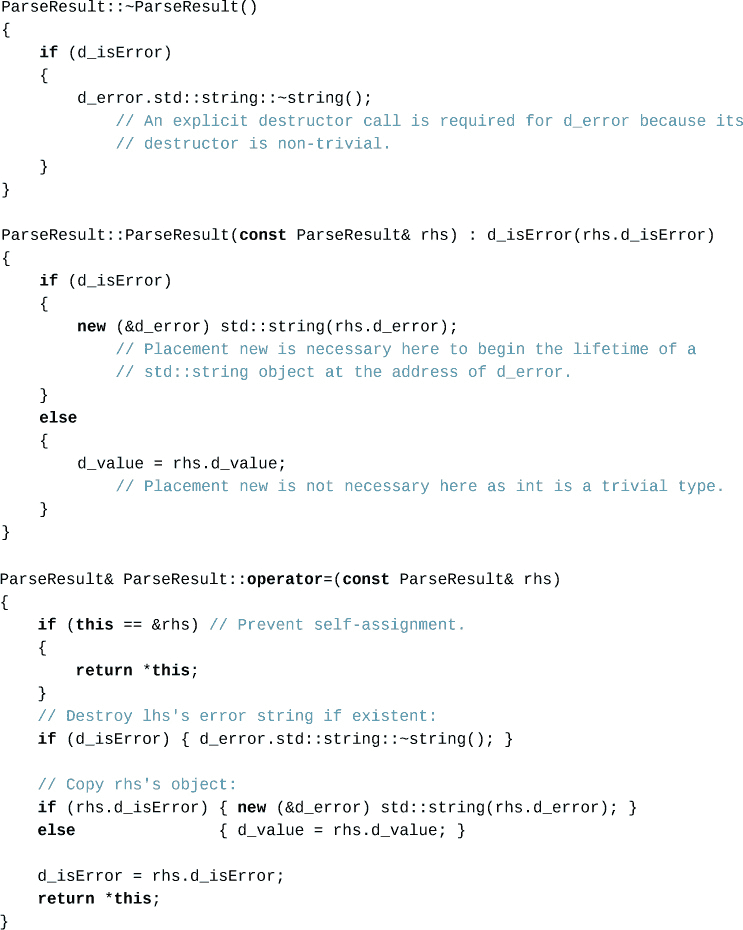 ParseResult::~ParseResult()
{
    if (d_isError)
    {
        d_error.std::string::~string();
            // An explicit destructor call is required for d_error because its
            // destructor is non-trivial.
    }
}

ParseResult::ParseResult(const ParseResult& rhs) : d_isError(rhs.d_isError)
{
    if (d_isError)
    {
        new (&d_error) std::string(rhs.d_error);
            // Placement new is necessary here to begin the lifetime of a
            // std::string object at the address of d_error.
    }
    else
    {
        d_value = rhs.d_value;
            // Placement new is not necessary here as int is a trivial type.
    }
}

ParseResult& ParseResult::operator=(const ParseResult& rhs)
{
    if (this == &rhs) // Prevent self-assignment.
    {
        return *this;
    }
    // Destroy lhs's error string if existent:
    if (d_isError) { d_error.std::string::~string(); }

    // Copy rhs's object:
    if (rhs.d_isError) { new (&d_error) std::string(rhs.d_error); }
    else               { d_value = rhs.d_value; }

    d_isError = rhs.d_isError;
    return *this;
}